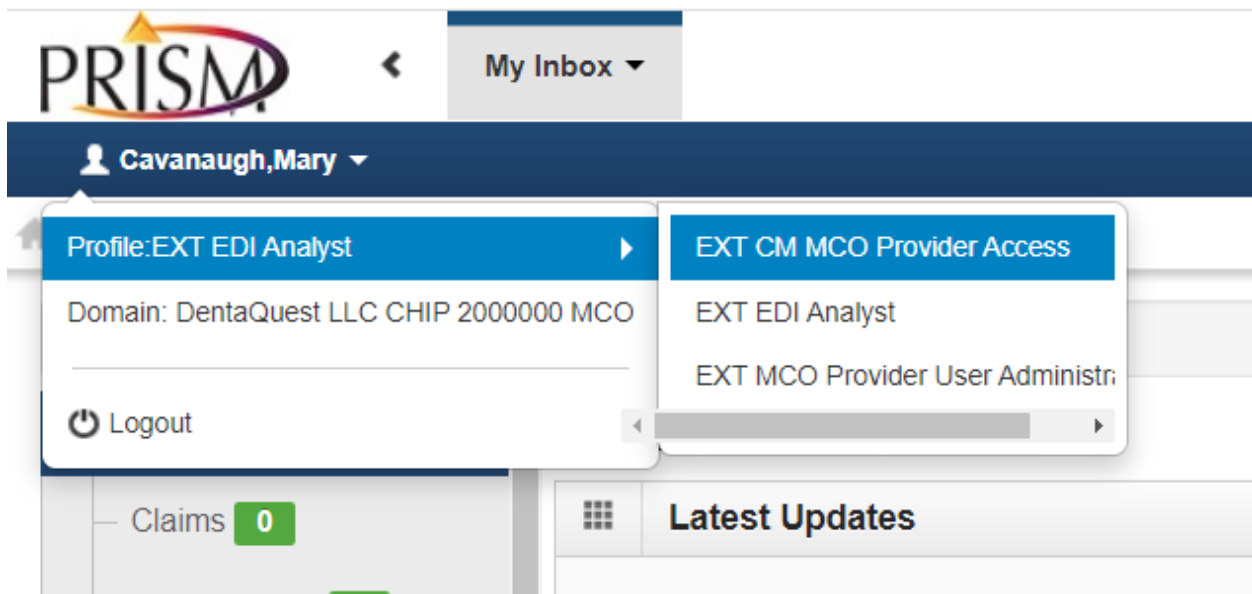 PRISM
My Inbox
Cavanaugh,Mary
Profile:EXT EDI Analyst
EXT CM MCO Provider Access
Domain: DentaQuest LLC CHIP 2000000 MCO
EXT EDI Analyst
EXT MCO Provider User Administra
Logout
Claims 0
Latest Updates